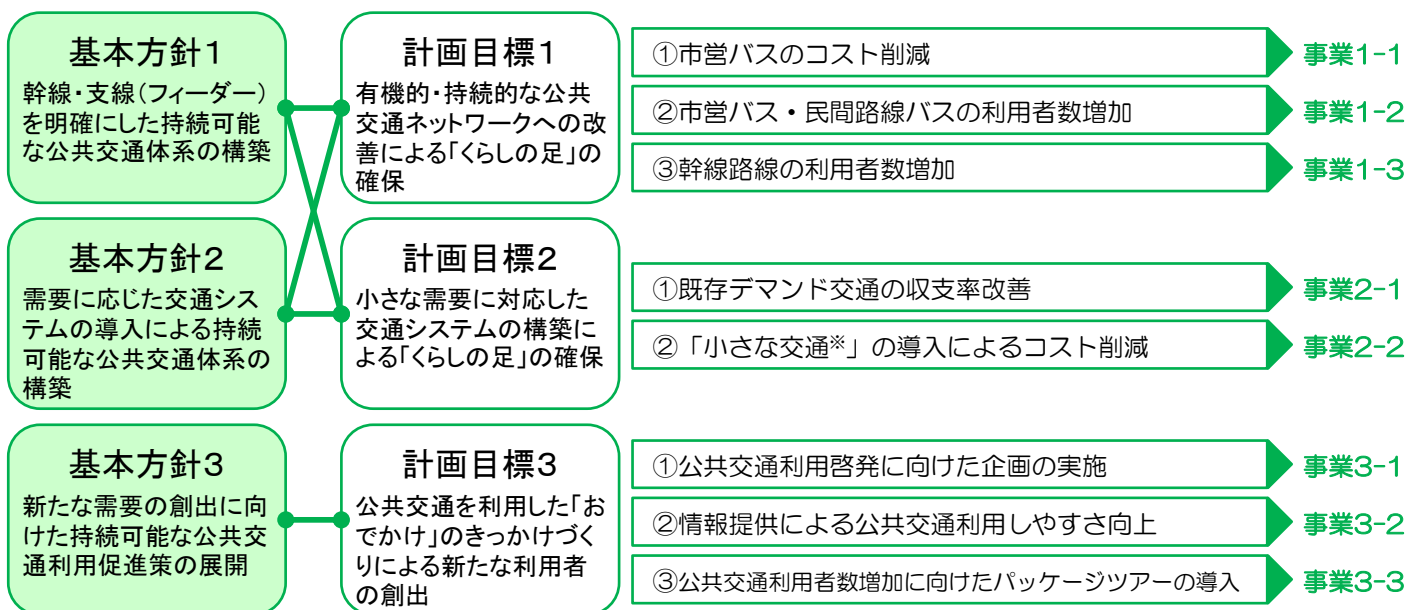 基本方針1
幹線・支線(フィーダー)
を明確にした持続可能
な公共交通体系の構築
計画目標1
有機的・持続的な公共
交通ネットワークへの改
善による「くらしの足」の
確保
①市営バスのコスト削減
事業1-1
②市営バス・民間路線バスの利用者数増加
事業1-2
③幹線路線の利用者数増加
事業1-3
基本方針2
需要に応じた交通シス
テムの導入による持続
可能な公共交通体系の
構築
計画目標2
小さな需要に対応した
交通システムの構築に
よる「くらしの足」の確保
①既存デマンド交通の収支率改善
事業2-1
②「小さな交通※」の導入によるコスト削減
事業2-2
基本方針3
新たな需要の創出に向
けた持続可能な公共交
通利用促進策の展開
計画目標3
公共交通を利用した「お
でかけ」のきっかけづく
りによる新たな利用者
の創出
①公共交通利用啓発に向けた企画の実施
事業3-1
②情報提供による公共交通利用しやすさ向上
事業3-2
③公共交通利用者数増加に向けたパッケージツアーの導入
事業3-3